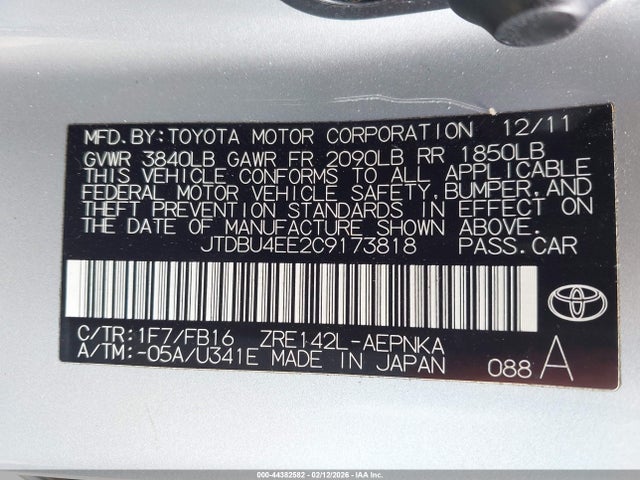 MFD.BY:TOYOTA MOTOR CORPORATION 12/11
GVWR 3840LB GAWR FR 2090LB RR 1850LB
THIS VEHICLE CONFORMS TO ALL APPLICABLE
FEDERAL MOTOR VEHICLE SAFETY,BUMPER,AND
THEFT PREVENTION STANDARDS IN EFFECT ON
THE DATE OF MANUFACTURE SHOWN ABOVE.
JTDBU4EE2C9173818 PASS.CAR
C/TR:1F7/FB16 ZRE142L-AEPNKA
A/TM:-05A/U341E MADE IN JAPAN 088 A
000-44382582 - 02/12/2026 - IAA Inc.